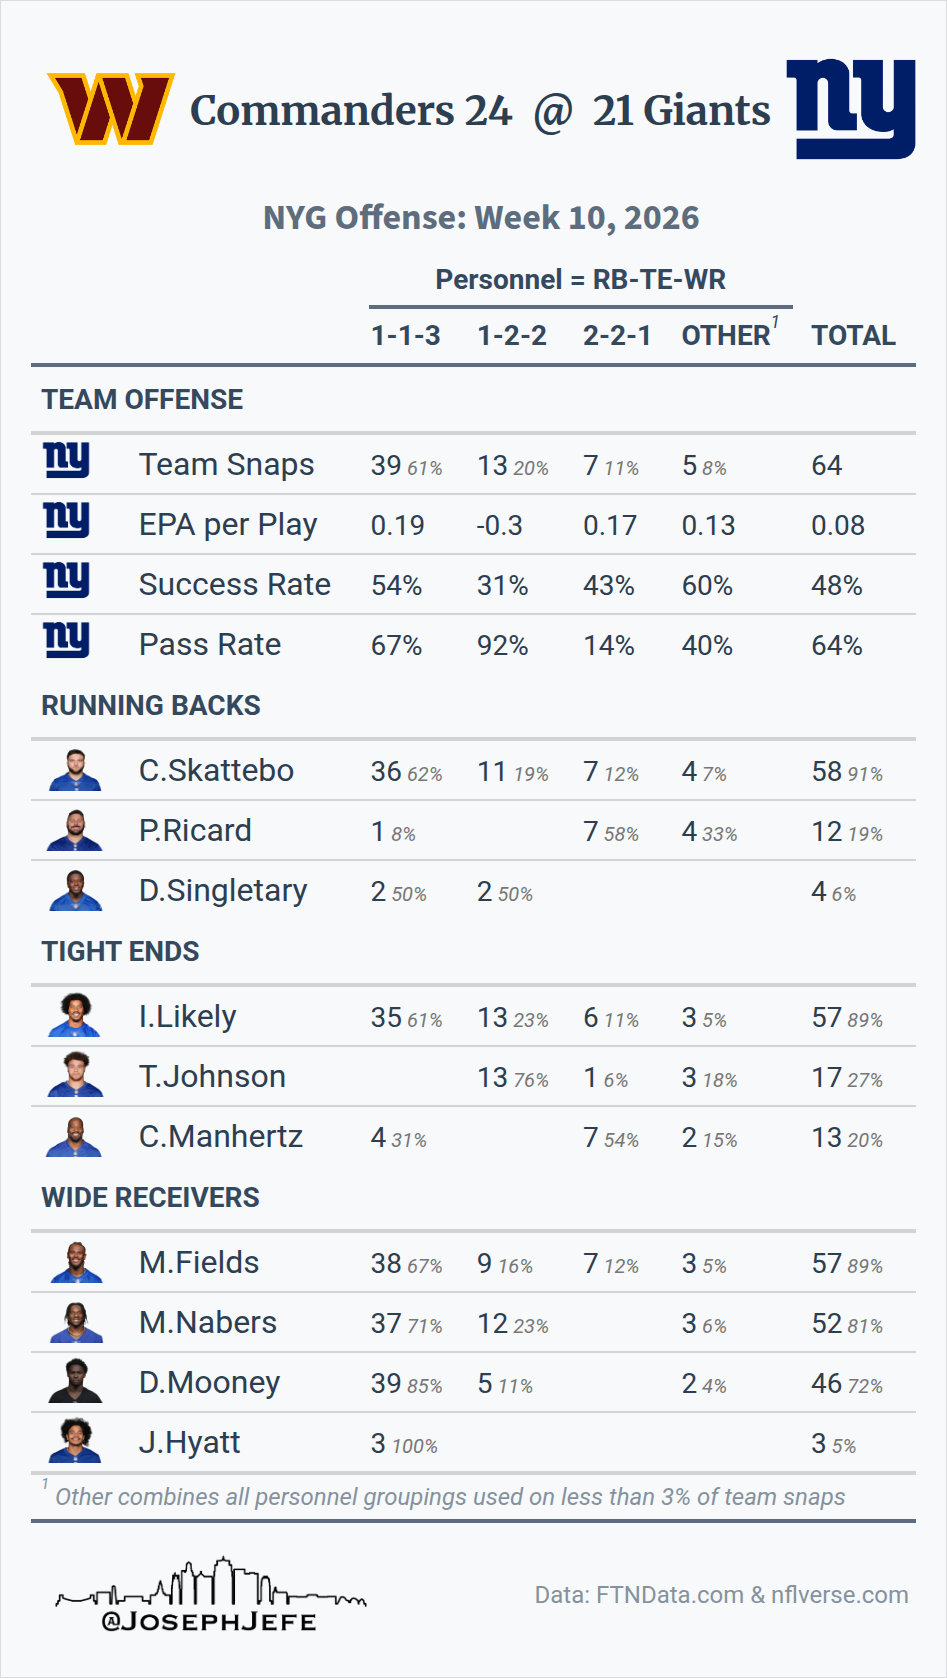 Commanders 24 @ 21 Giants
NYG Offense: Week 10, 2026
Personnel = RB-TE-WR
1-1-3 1-2-2 2-2-1 OTHER¹ TOTAL
TEAM OFFENSE
ny Team Snaps 39 61% 13 20% 7 11% 5 8% 64
ny EPA per Play 0.19 -0.3 0.17 0.13 0.08
ny Success Rate 54% 31% 43% 60% 48%
ny Pass Rate 67% 92% 14% 40% 64%
RUNNING BACKS
C.Skattebo 36 62% 11 19% 7 12% 4 7% 58 91%
P.Ricard 1 8% 7 58% 4 33% 12 19%
D.Singletary 2 50% 2 50% 4 6%
TIGHT ENDS
I.Likely 35 61% 13 23% 6 11% 3 5% 57 89%
T.Johnson 13 76% 1 6% 3 18% 17 27%
C.Manhertz 4 31% 7 54% 2 15% 13 20%
WIDE RECEIVERS
M.Fields 38 67% 9 16% 7 12% 3 5% 57 89%
M.Nabers 37 71% 12 23% 3 6% 52 81%
D.Mooney 39 85% 5 11% 2 4% 46 72%
J.Hyatt 3 100% 3 5%
¹ Other combines all personnel groupings used on less than 3% of team snaps
@JosephJefe
Data: FTNData.com & nflverse.com